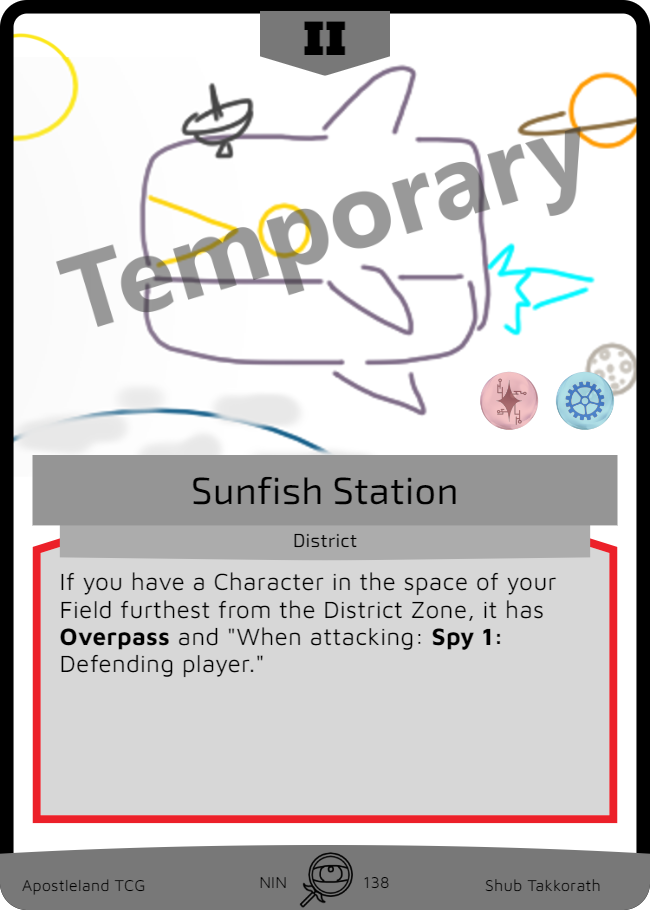 II
Temporary
Sunfish Station
District
If you have a Character in the space of your
Field furthest from the District Zone, it has
Overpass and "When attacking: Spy 1:
Defending player."
Apostleland TCG
NIN 138
Shub Takkorath